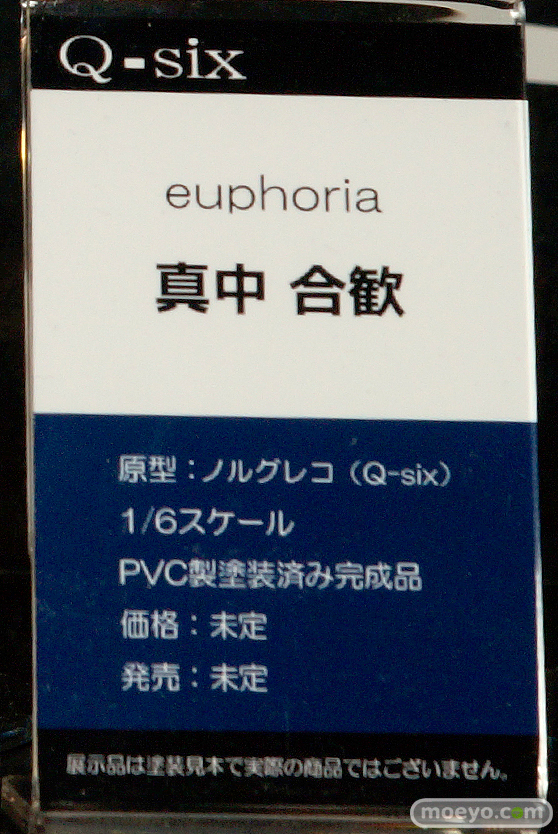 Q-six
euphoria
真中 合歓
原型：ノルグレコ（Q-six）
1/6スケール
PVC製塗装済み完成品
価格：未定
発売：未定
展示品は塗装見本で実際の商品ではございません。
moeyo.com